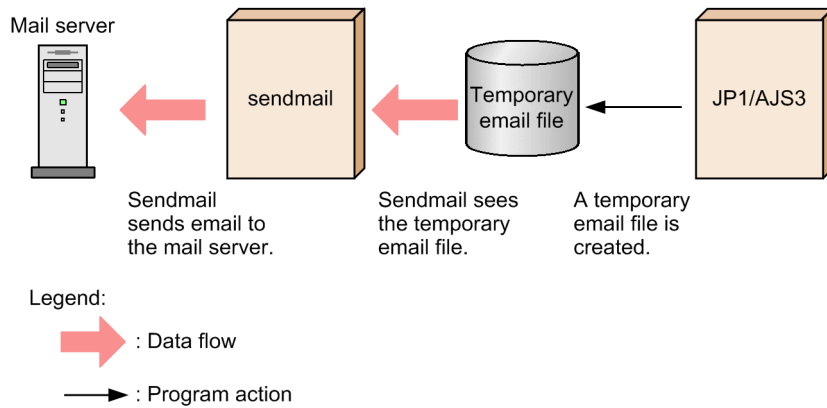 Mail server
sendmail
Temporary
email file
JP1/AJS3
Sendmail
sends email to
the mail server.
Sendmail sees
the temporary
email file.
A temporary
email file is
created.
Legend:
: Data flow
: Program action